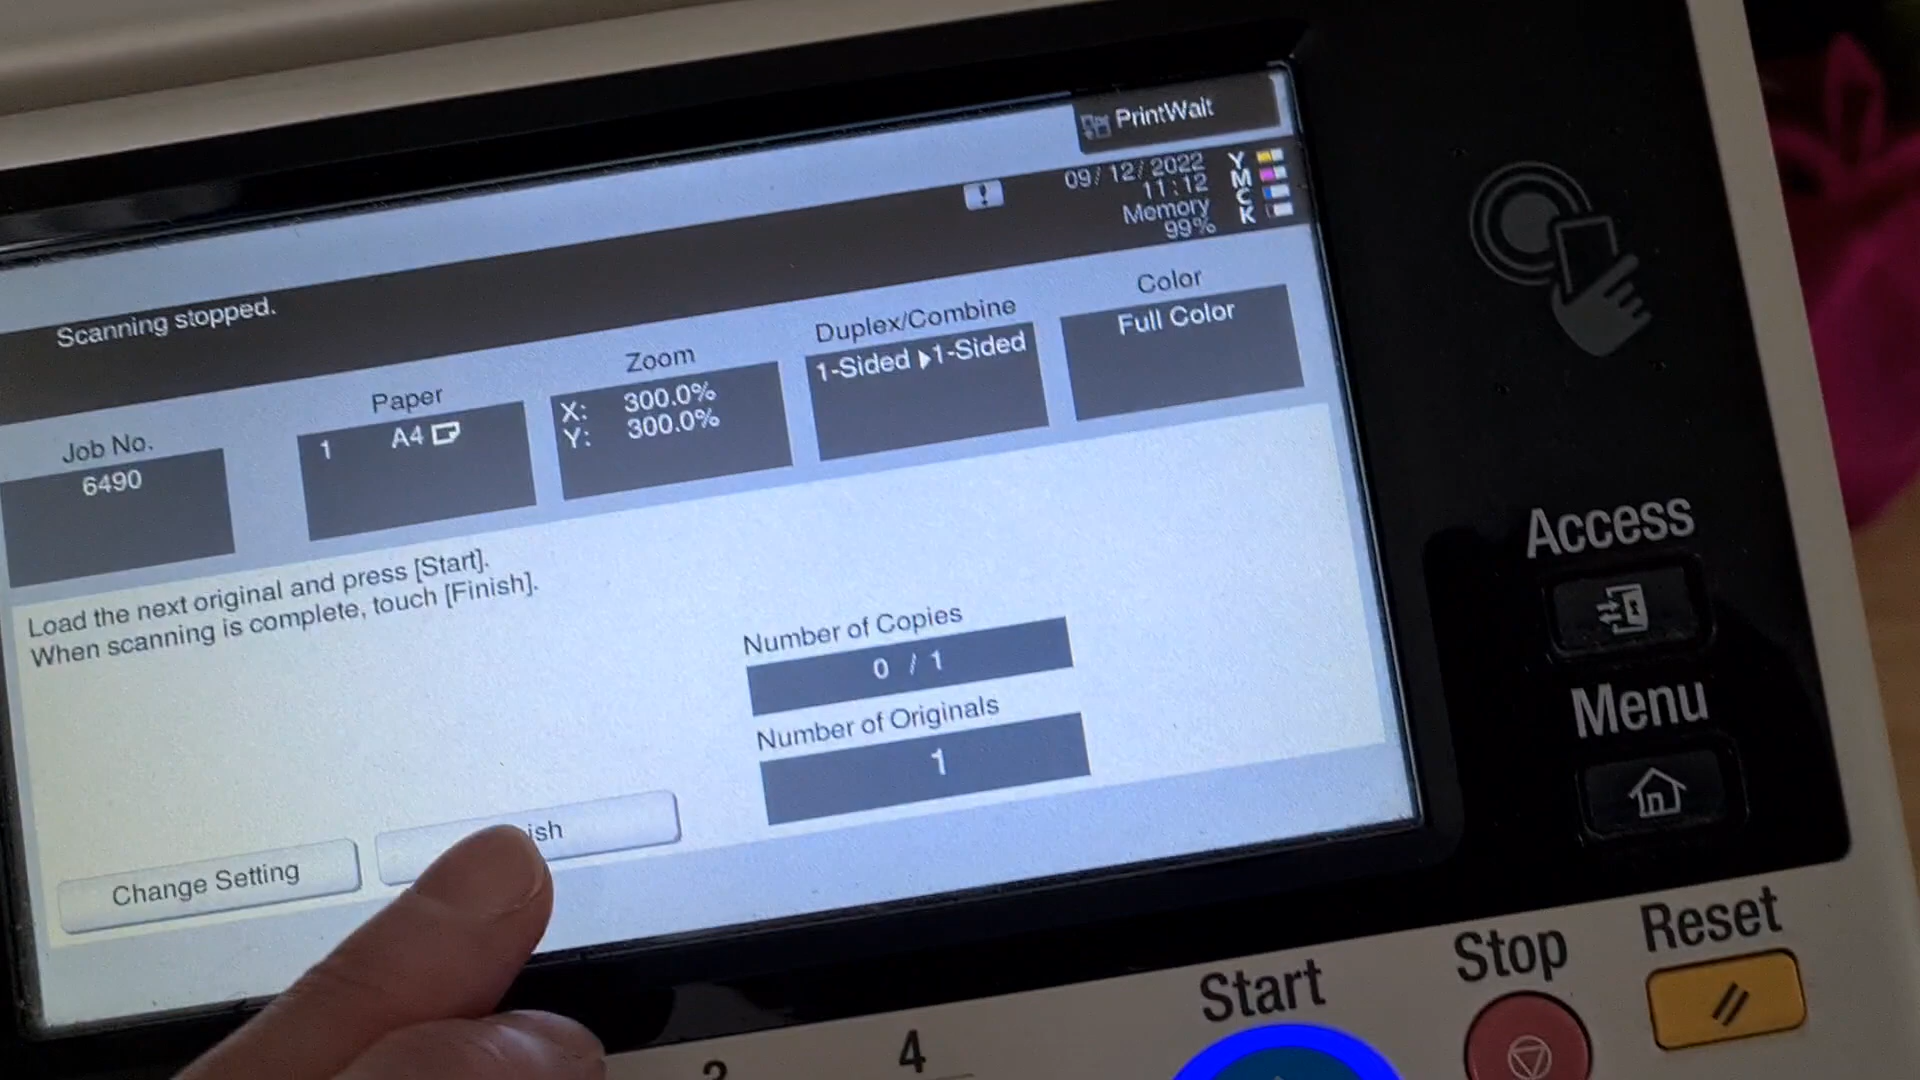 PrintWait
09/12/2022
11:12
Memory
99%
Y
M
C
K
Scanning stopped.
Job No.
6490
Paper
1 A4
Zoom
X: 300.0%
Y: 300.0%
Duplex/Combine
1-Sided ▶ 1-Sided
Color
Full Color
Load the next original and press [Start].
When scanning is complete, touch [Finish].
Number of Copies
0 / 1
Number of Originals
1
Change Setting
ish
Access
Menu
Reset
Stop
Start
4